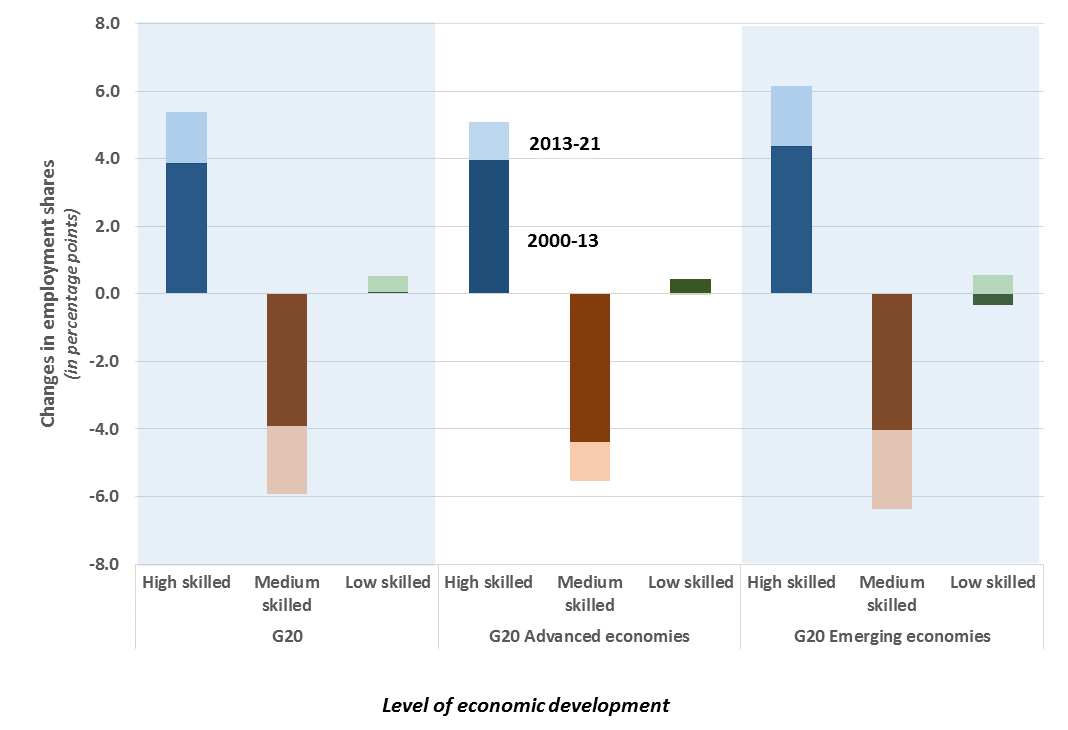 8.0
6.0
4.0
2.0
0.0
-2.0
-4.0
-6.0
-8.0
Changes in employment shares
(in percentage points)
2013-21
2000-13
High skilled
Medium
skilled
Low skilled
High skilled
Medium
skilled
Low skilled
High skilled
Medium
skilled
Low skilled
G20
G20 Advanced economies
G20 Emerging economies
Level of economic development